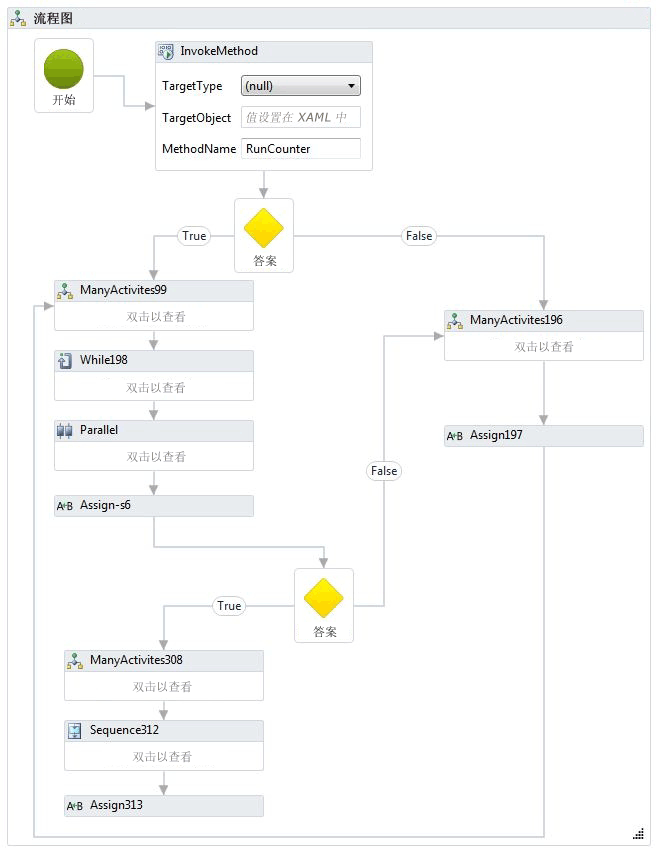 流程图
开始
InvokeMethod
TargetType (null)
TargetObject 值设置在 XAML 中
MethodName RunCounter
答案
True
False
ManyActivites99
双击以查看
While198
双击以查看
Parallel
双击以查看
A+B Assign-s6
ManyActivites196
双击以查看
A+B Assign197
False
答案
True
ManyActivites308
双击以查看
Sequence312
双击以查看
A+B Assign313